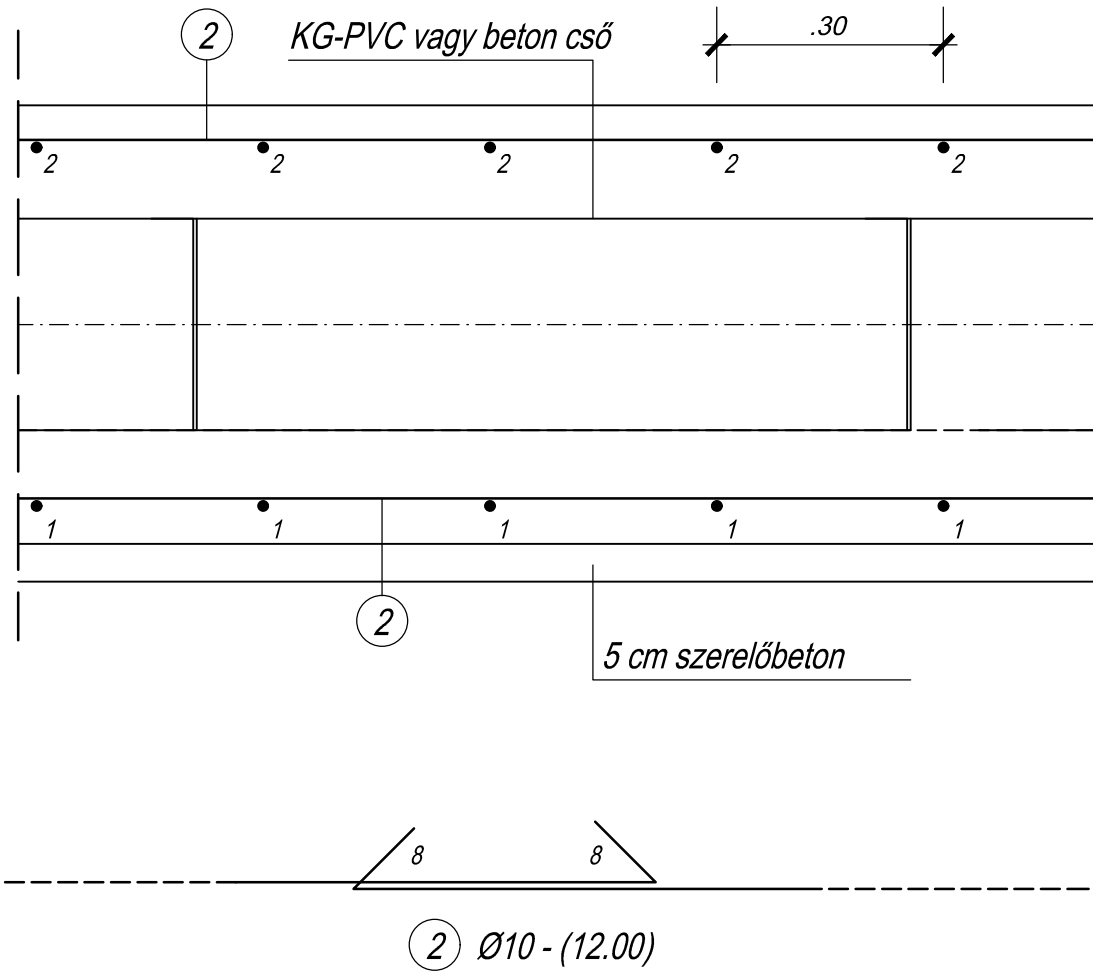 2 KG-PVC vagy beton cső .30
2 2 2 2 2
1 1 1 1 1
2
5 cm szerelőbeton
8 8
2 Ø10 - (12.00)